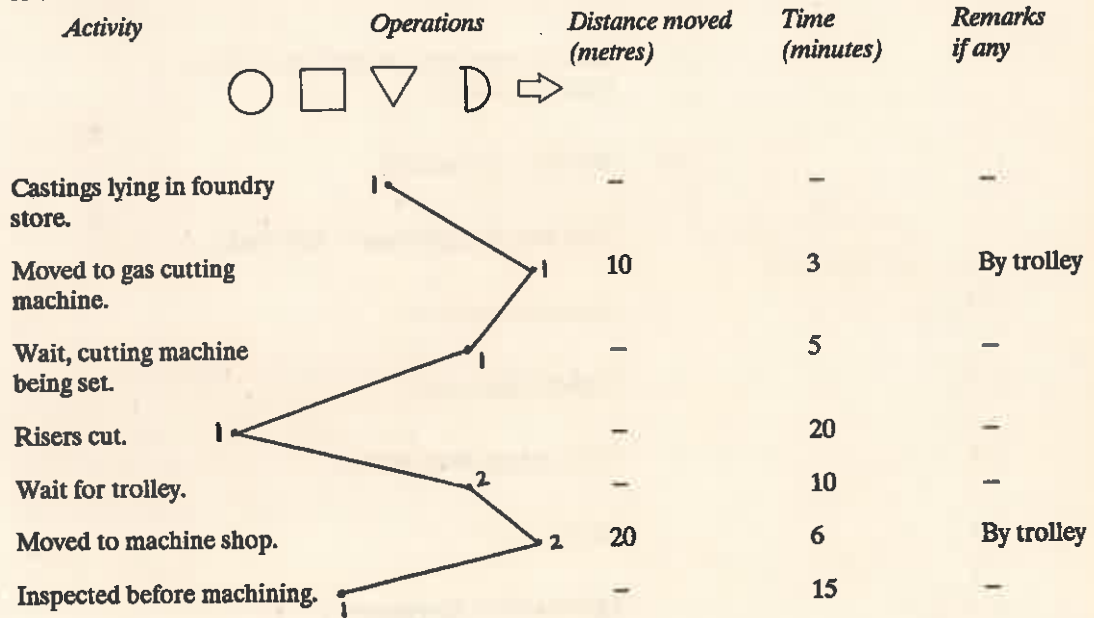 Activity Operations Distance moved Time Remarks
(metres) (minutes) if any
Castings lying in foundry 1 – – –
store.
Moved to gas cutting 1 10 3 By trolley
machine.
Wait, cutting machine 1 – 5 –
being set.
Risers cut. 1 – 20 –
Wait for trolley. 2 – 10 –
Moved to machine shop. 2 20 6 By trolley
Inspected before machining. 1 – 15 –